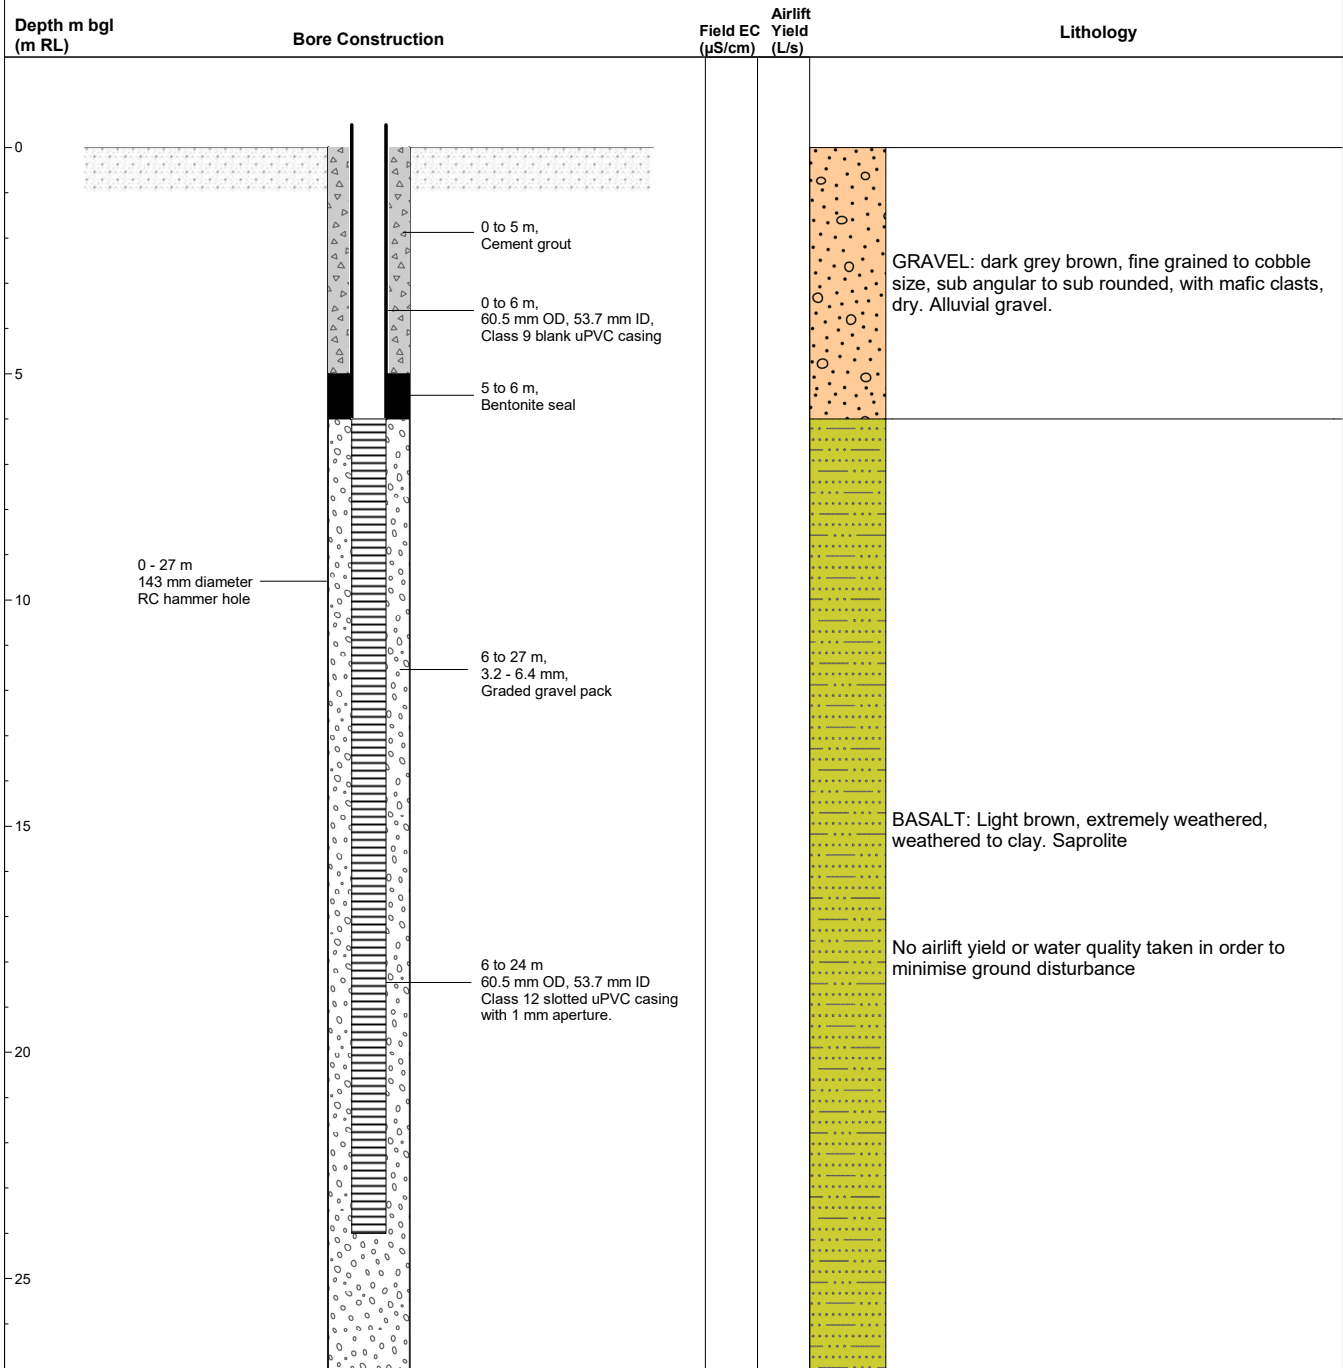 Depth m bgl
(m RL)
Bore Construction
Field EC
(µS/cm)
Airlift
Yield
(L/s)
Lithology
0
0 to 5 m,
Cement grout
GRAVEL: dark grey brown, fine grained to cobble
size, sub angular to sub rounded, with mafic clasts,
dry. Alluvial gravel.
0 to 6 m,
60.5 mm OD, 53.7 mm ID,
Class 9 blank uPVC casing
5
5 to 6 m,
Bentonite seal
0 - 27 m
143 mm diameter
RC hammer hole
10
6 to 27 m,
3.2 - 6.4 mm,
Graded gravel pack
15
BASALT: Light brown, extremely weathered,
weathered to clay. Saprolite
No airlift yield or water quality taken in order to
minimise ground disturbance
6 to 24 m
60.5 mm OD, 53.7 mm ID
Class 12 slotted uPVC casing
with 1 mm aperture.
20
25